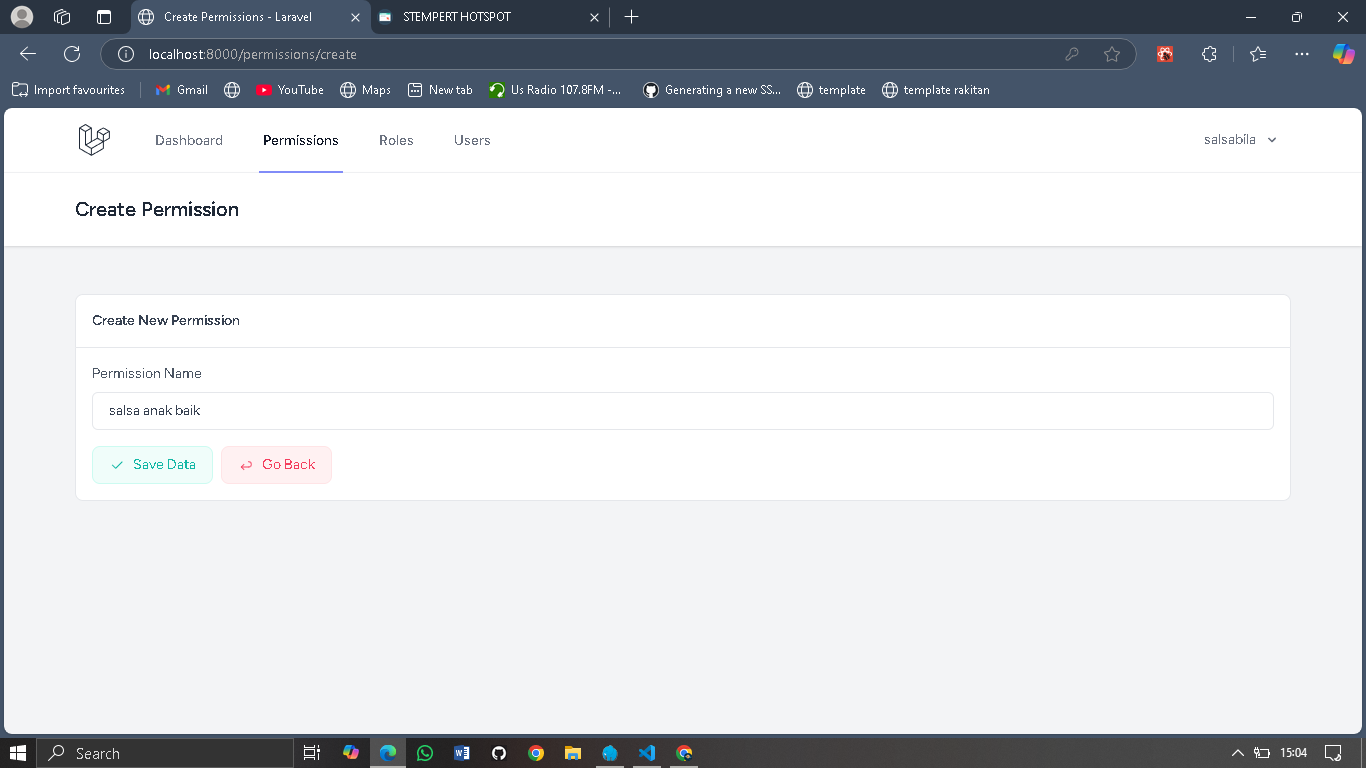 Create Permissions - Laravel
STEMPERT HOTSPOT
localhost:8000/permissions/create
Import favourites
Gmail
YouTube
Maps
New tab
Us Radio 107.8FM -...
Generating a new SS...
template
template rakitan
Dashboard
Permissions
Roles
Users
salsabila
Create Permission
Create New Permission
Permission Name
salsa anak baik
Save Data
Go Back
Search
15:04